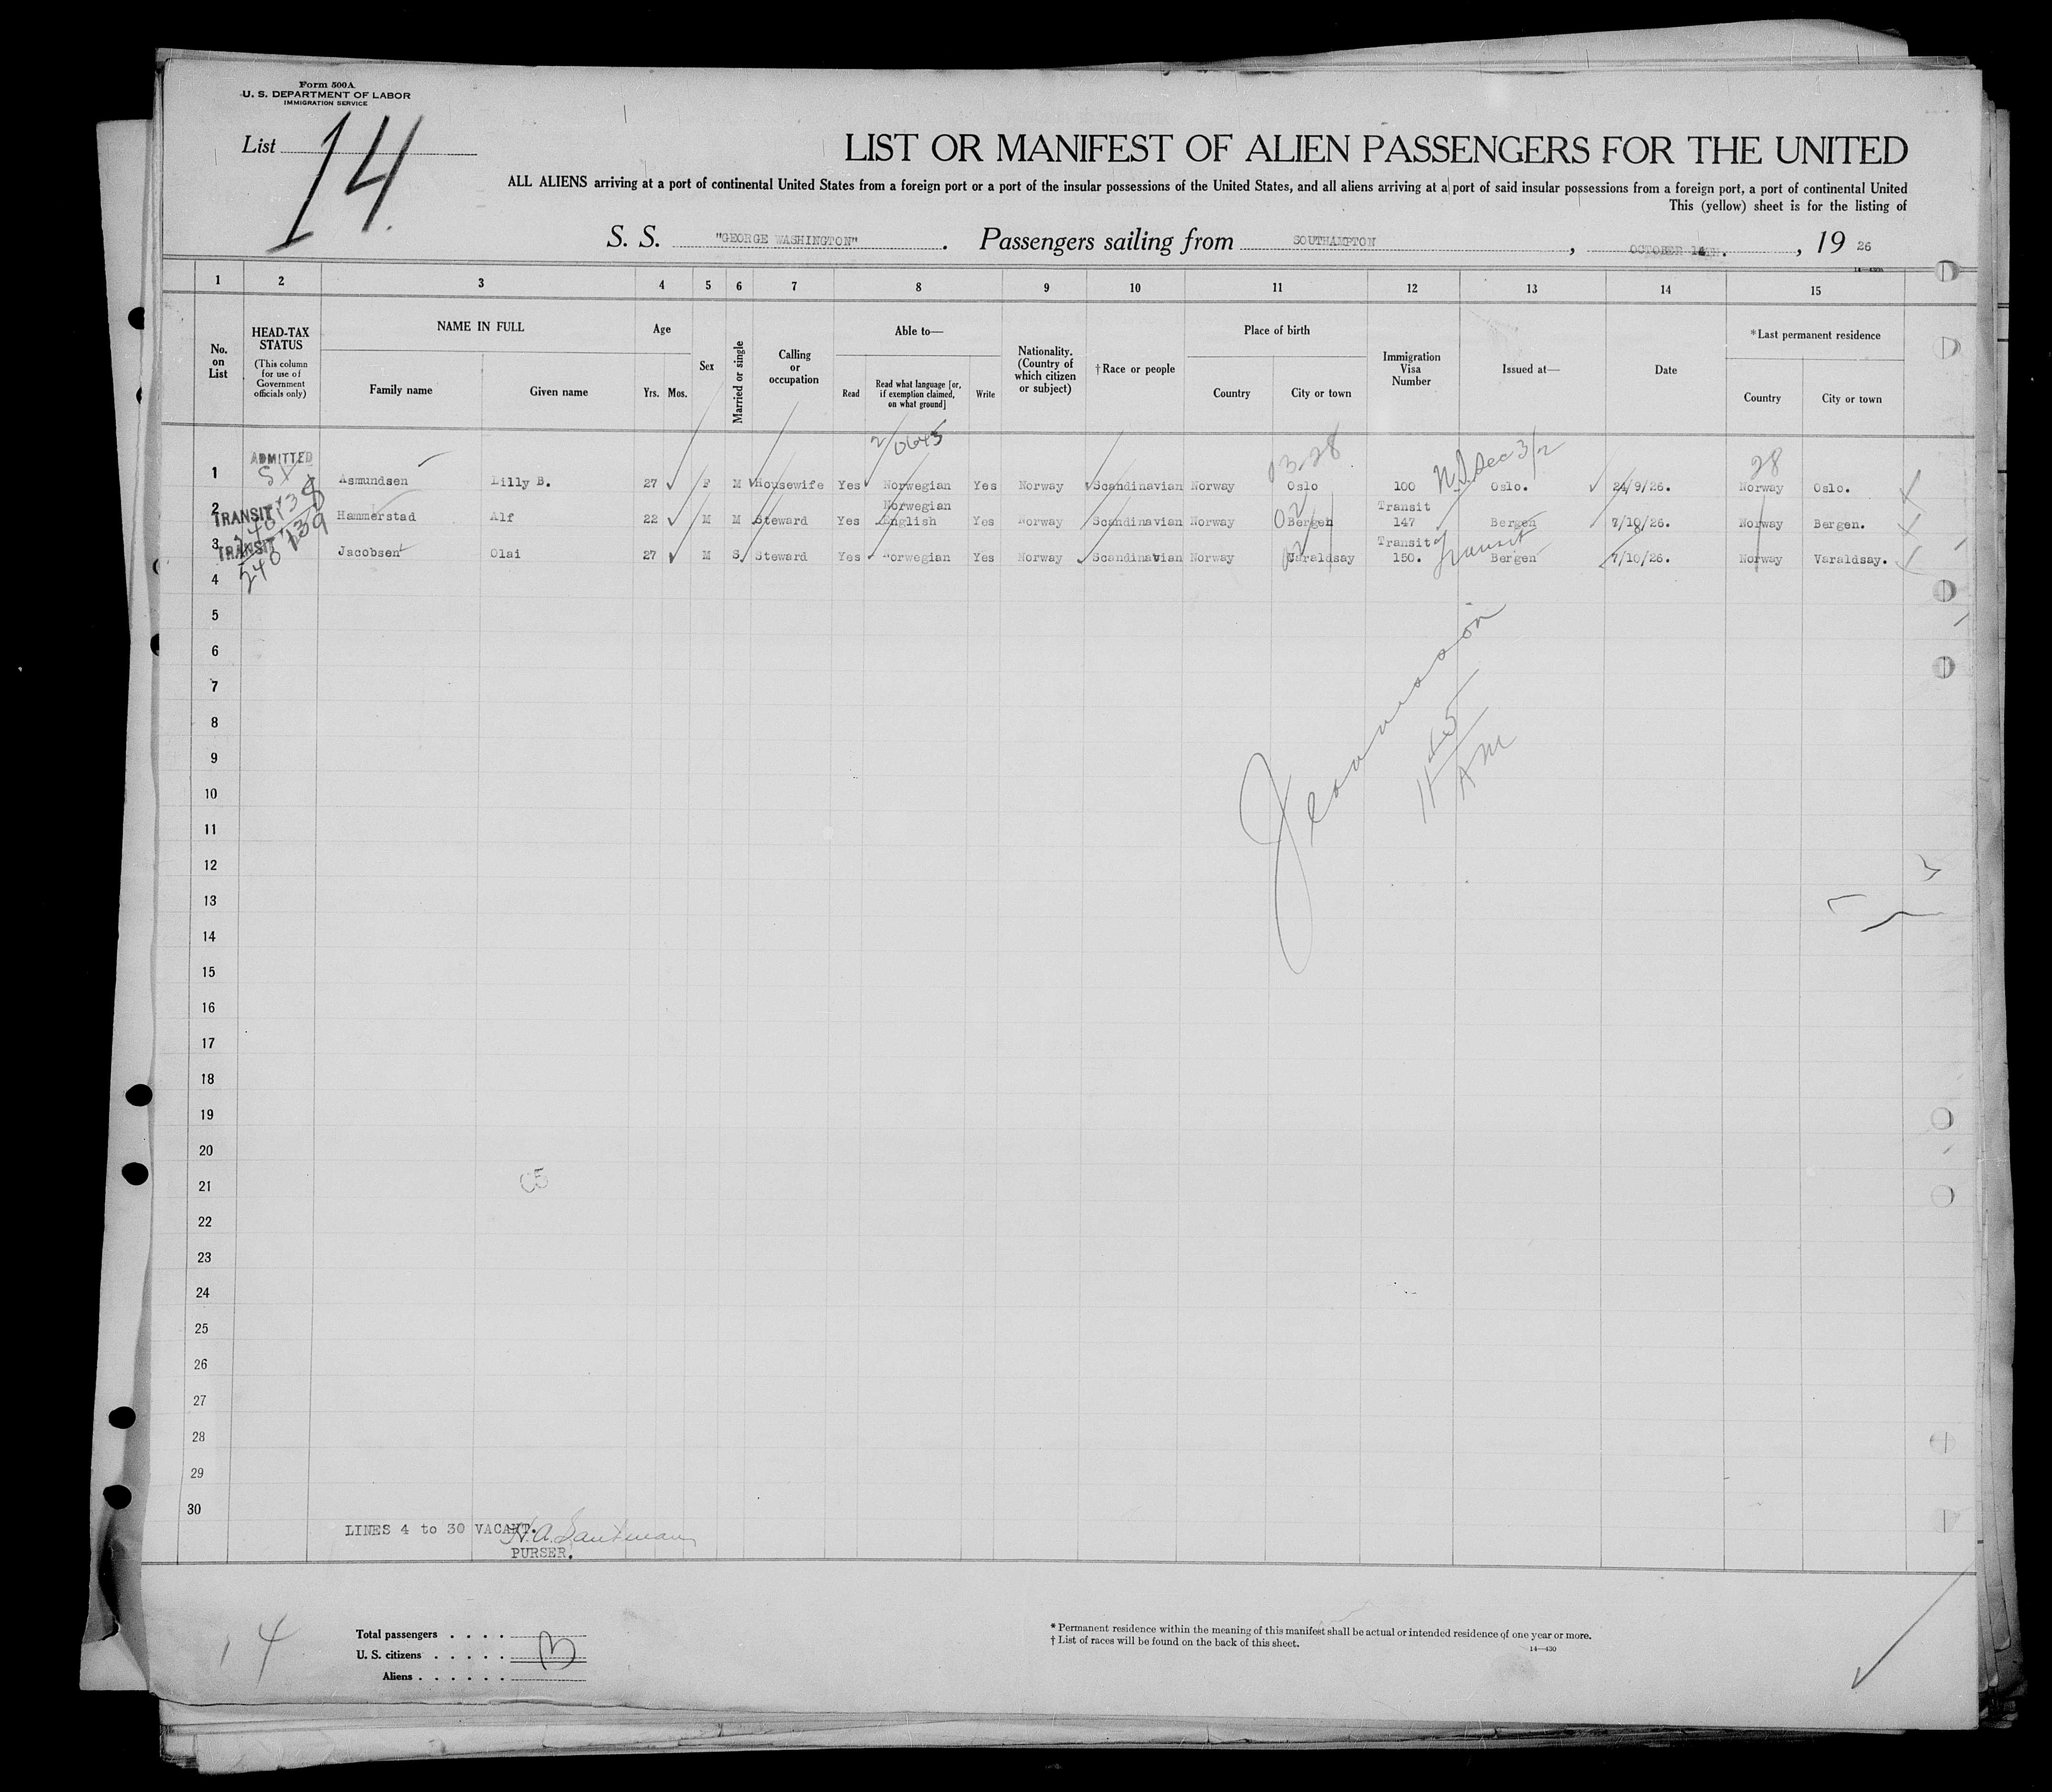 Form 500A
U. S. DEPARTMENT OF LABOR
IMMIGRATION SERVICE
List 14.
LIST OR MANIFEST OF ALIEN PASSENGERS FOR THE UNITED
ALL ALIENS arriving at a port of continental United States from a foreign port or a port of the insular possessions of the United States, and all aliens arriving at a port of said insular possessions from a foreign port, a port of continental United
This (yellow) sheet is for the listing of
S. S. "GEORGE WASHINGTON" . Passengers sailing from SOUTHAMPTON , OCTOBER 14TH. , 19 26
1 2 3 4 5 6 7 8 9 10 11 12 13 14 15
No. on List
HEAD-TAX STATUS
(This column for use of Government officials only)
NAME IN FULL
Family name Given name
Age
Yrs. Mos.
Sex
Married or single
Calling or occupation
Able to—
Read
Read what language [or, if exemption claimed, on what ground]
Write
Nationality. (Country of which citizen or subject)
†Race or people
Place of birth
Country City or town
Immigration Visa Number
Issued at—
Date
*Last permanent residence
Country City or town
ADMITTED
1 Asmundsen Lilly B. 27 F M Housewife Yes Norwegian Yes Norway Scandinavian Norway Oslo 100 Oslo. 24/9/26. Norway Oslo.
28
TRANSIT
2 Hammerstad Alf 22 M M Steward Yes Norwegian English Yes Norway Scandinavian Norway Bergen Transit 147 Bergen 7/10/26. Norway Bergen.
TRANSIT
3 Jacobsen Olai 27 M S Steward Yes Norwegian Yes Norway Scandinavian Norway Varaldsay Transit 150. Transit Bergen 7/10/26. Norway Varaldsay.
4
5
6
7
8
9
10
11
1145 AM
12
13
14
15
16
17
18
19
20
21
C5
22
23
24
25
26
27
28
29
30
LINES 4 to 30 VACANT.
PURSER.
14
Total passengers . . . .
U. S. citizens . . . . . 3
Aliens . . . . . .
* Permanent residence within the meaning of this manifest shall be actual or intended residence of one year or more.
† List of races will be found on the back of this sheet.
14—430